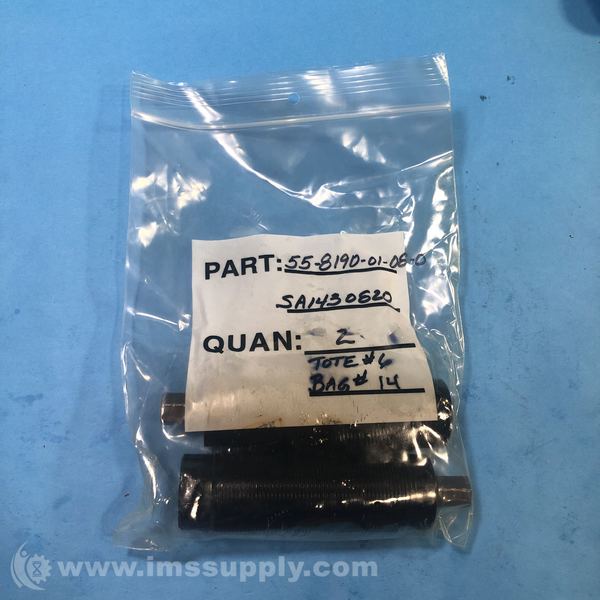 PART: 55-8190-01-06-0
SA1430620
QUAN: 2
TOTE #6
BAG # 14
www.imssupply.com